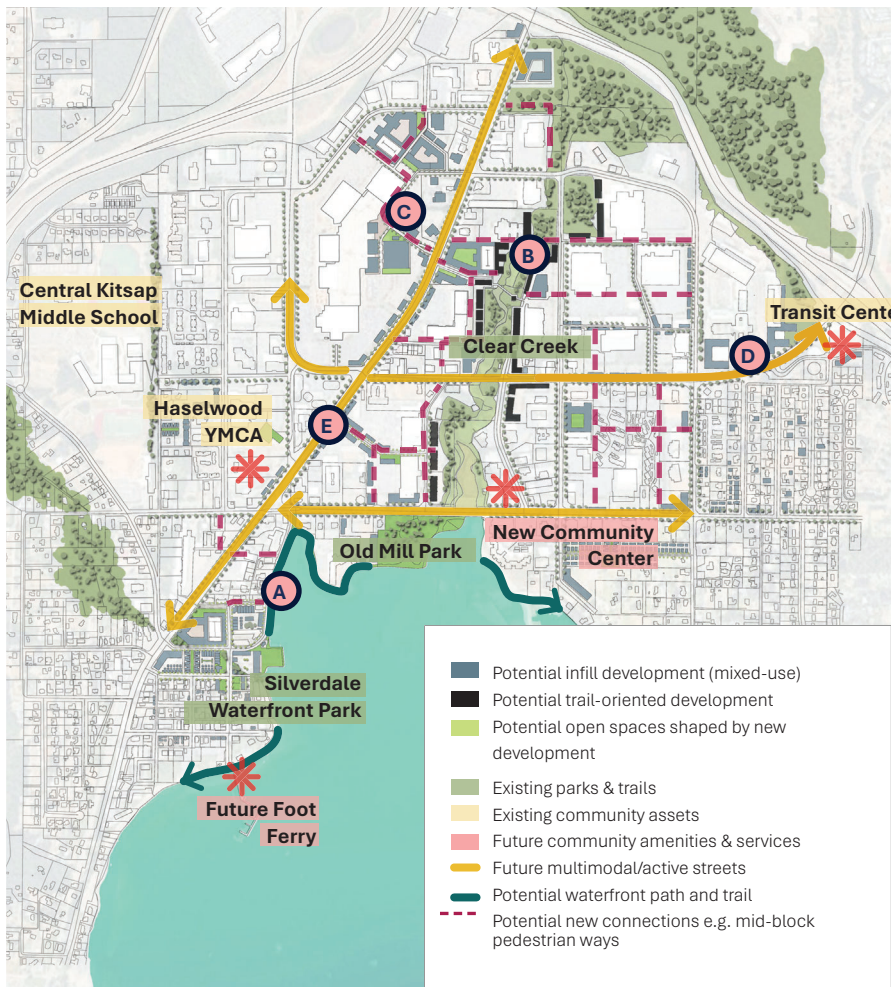 C
B
Central Kitsap
Middle School
Transit Cente
Clear Creek
D
Haselwood
YMCA
E
New Community
Center
Old Mill Park
A
Silverdale
Waterfront Park
Future Foot
Ferry
Potential infill development (mixed-use)
Potential trail-oriented development
Potential open spaces shaped by new
development
Existing parks & trails
Existing community assets
Future community amenities & services
Future multimodal/active streets
Potential waterfront path and trail
Potential new connections e.g. mid-block
pedestrian ways